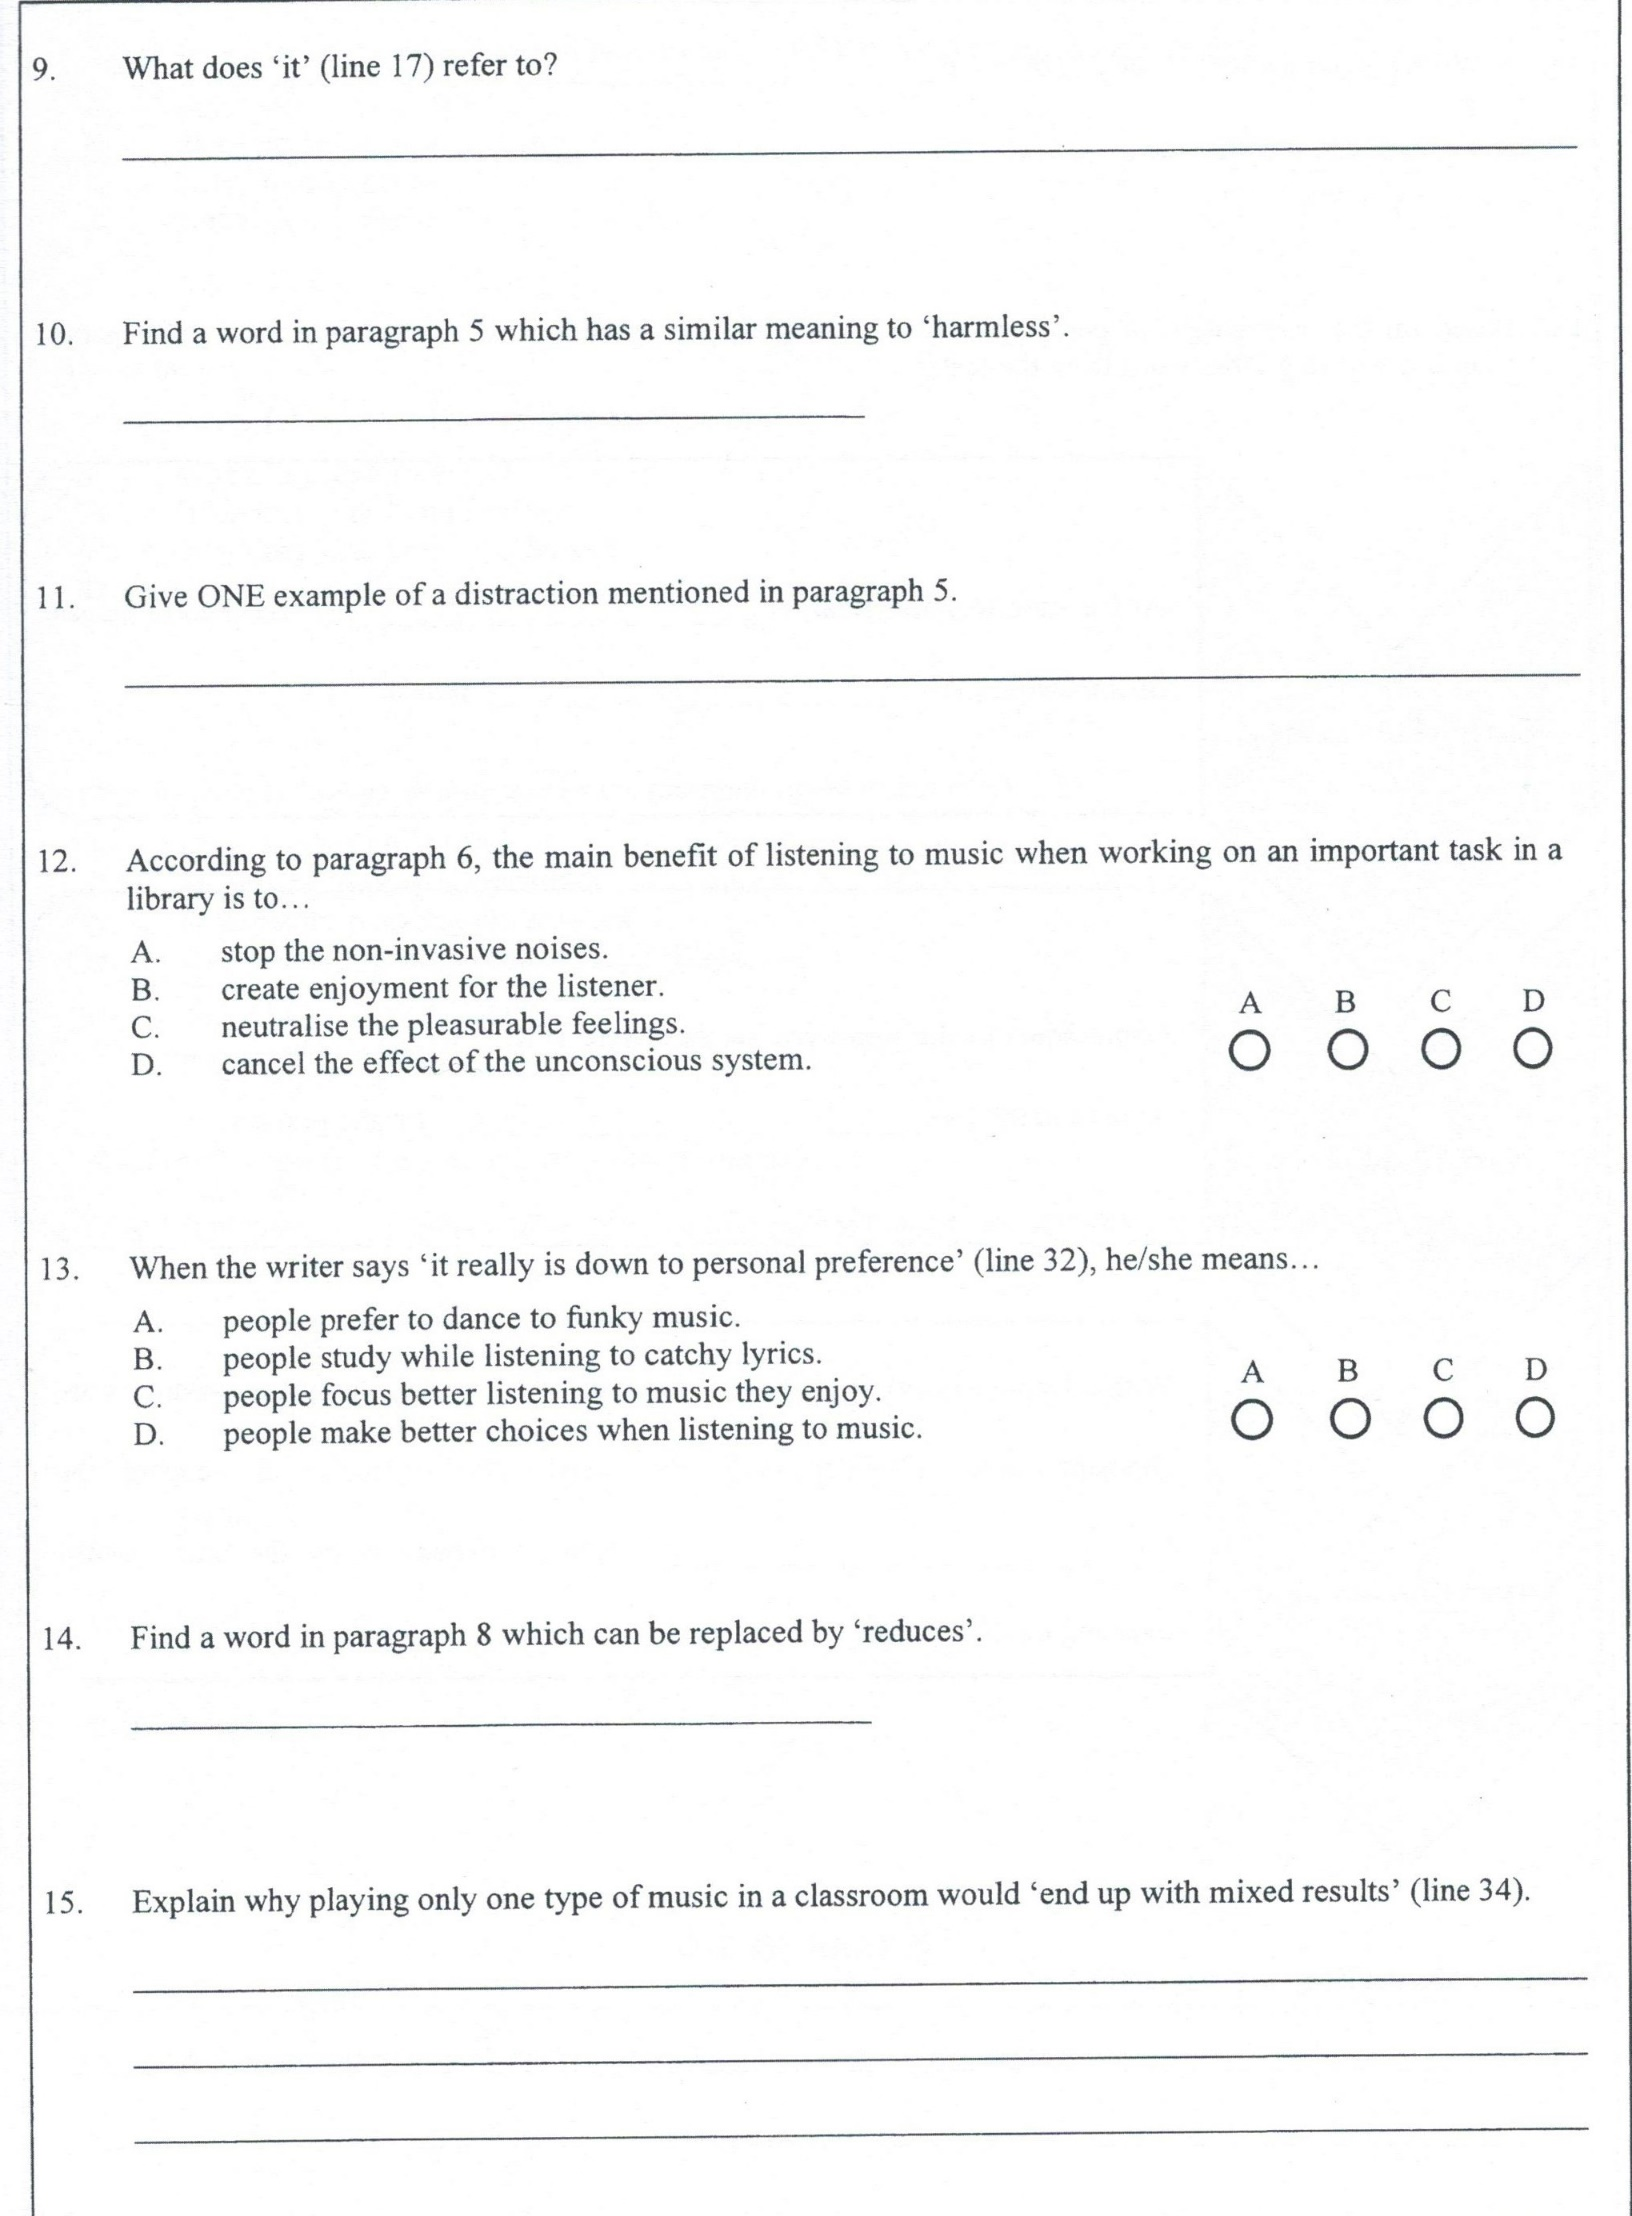 9. What does ‘it’ (line 17) refer to?
10. Find a word in paragraph 5 which has a similar meaning to ‘harmless’.
11. Give ONE example of a distraction mentioned in paragraph 5.
12. According to paragraph 6, the main benefit of listening to music when working on an important task in a
library is to…
A. stop the non-invasive noises.
B. create enjoyment for the listener.
C. neutralise the pleasurable feelings.
D. cancel the effect of the unconscious system.
A B C D
13. When the writer says ‘it really is down to personal preference’ (line 32), he/she means…
A. people prefer to dance to funky music.
B. people study while listening to catchy lyrics.
C. people focus better listening to music they enjoy.
D. people make better choices when listening to music.
A B C D
14. Find a word in paragraph 8 which can be replaced by ‘reduces’.
15. Explain why playing only one type of music in a classroom would ‘end up with mixed results’ (line 34).